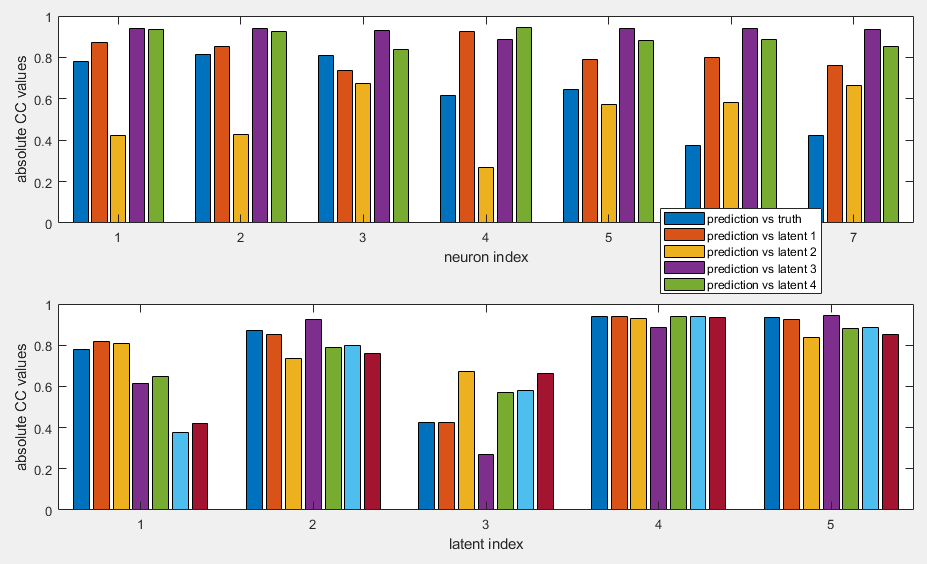 absolute CC values
1
0.8
0.6
0.4
0.2
0
1 2 3 4 5 7
neuron index
prediction vs truth
prediction vs latent 1
prediction vs latent 2
prediction vs latent 3
prediction vs latent 4
absolute CC values
1
0.8
0.6
0.4
0.2
0
1 2 3 4 5
latent index